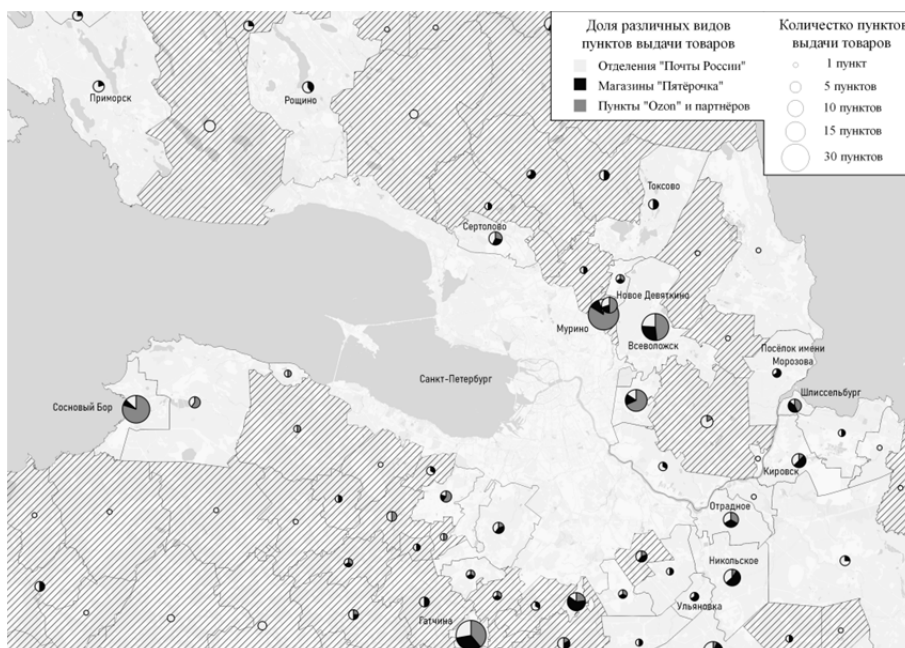 Доля различных видов
пунктов выдачи товаров
Отделения "Почты России"
Магазины "Пятёрочка"
Пункты "Ozon" и партнёров
Количестко пунктов
выдачи товаров
1 пункт
5 пунктов
10 пунктов
15 пунктов
30 пунктов
Приморск
Рощино
Токсово
Сертолово
Новое Девяткино
Мурино
Всеволожск
Посёлок имени
Морозова
Санкт-Петербург
Шлиссельбург
Сосновый Бор
Кировск
Отрадное
Никольское
Ульяновка
Гатчина